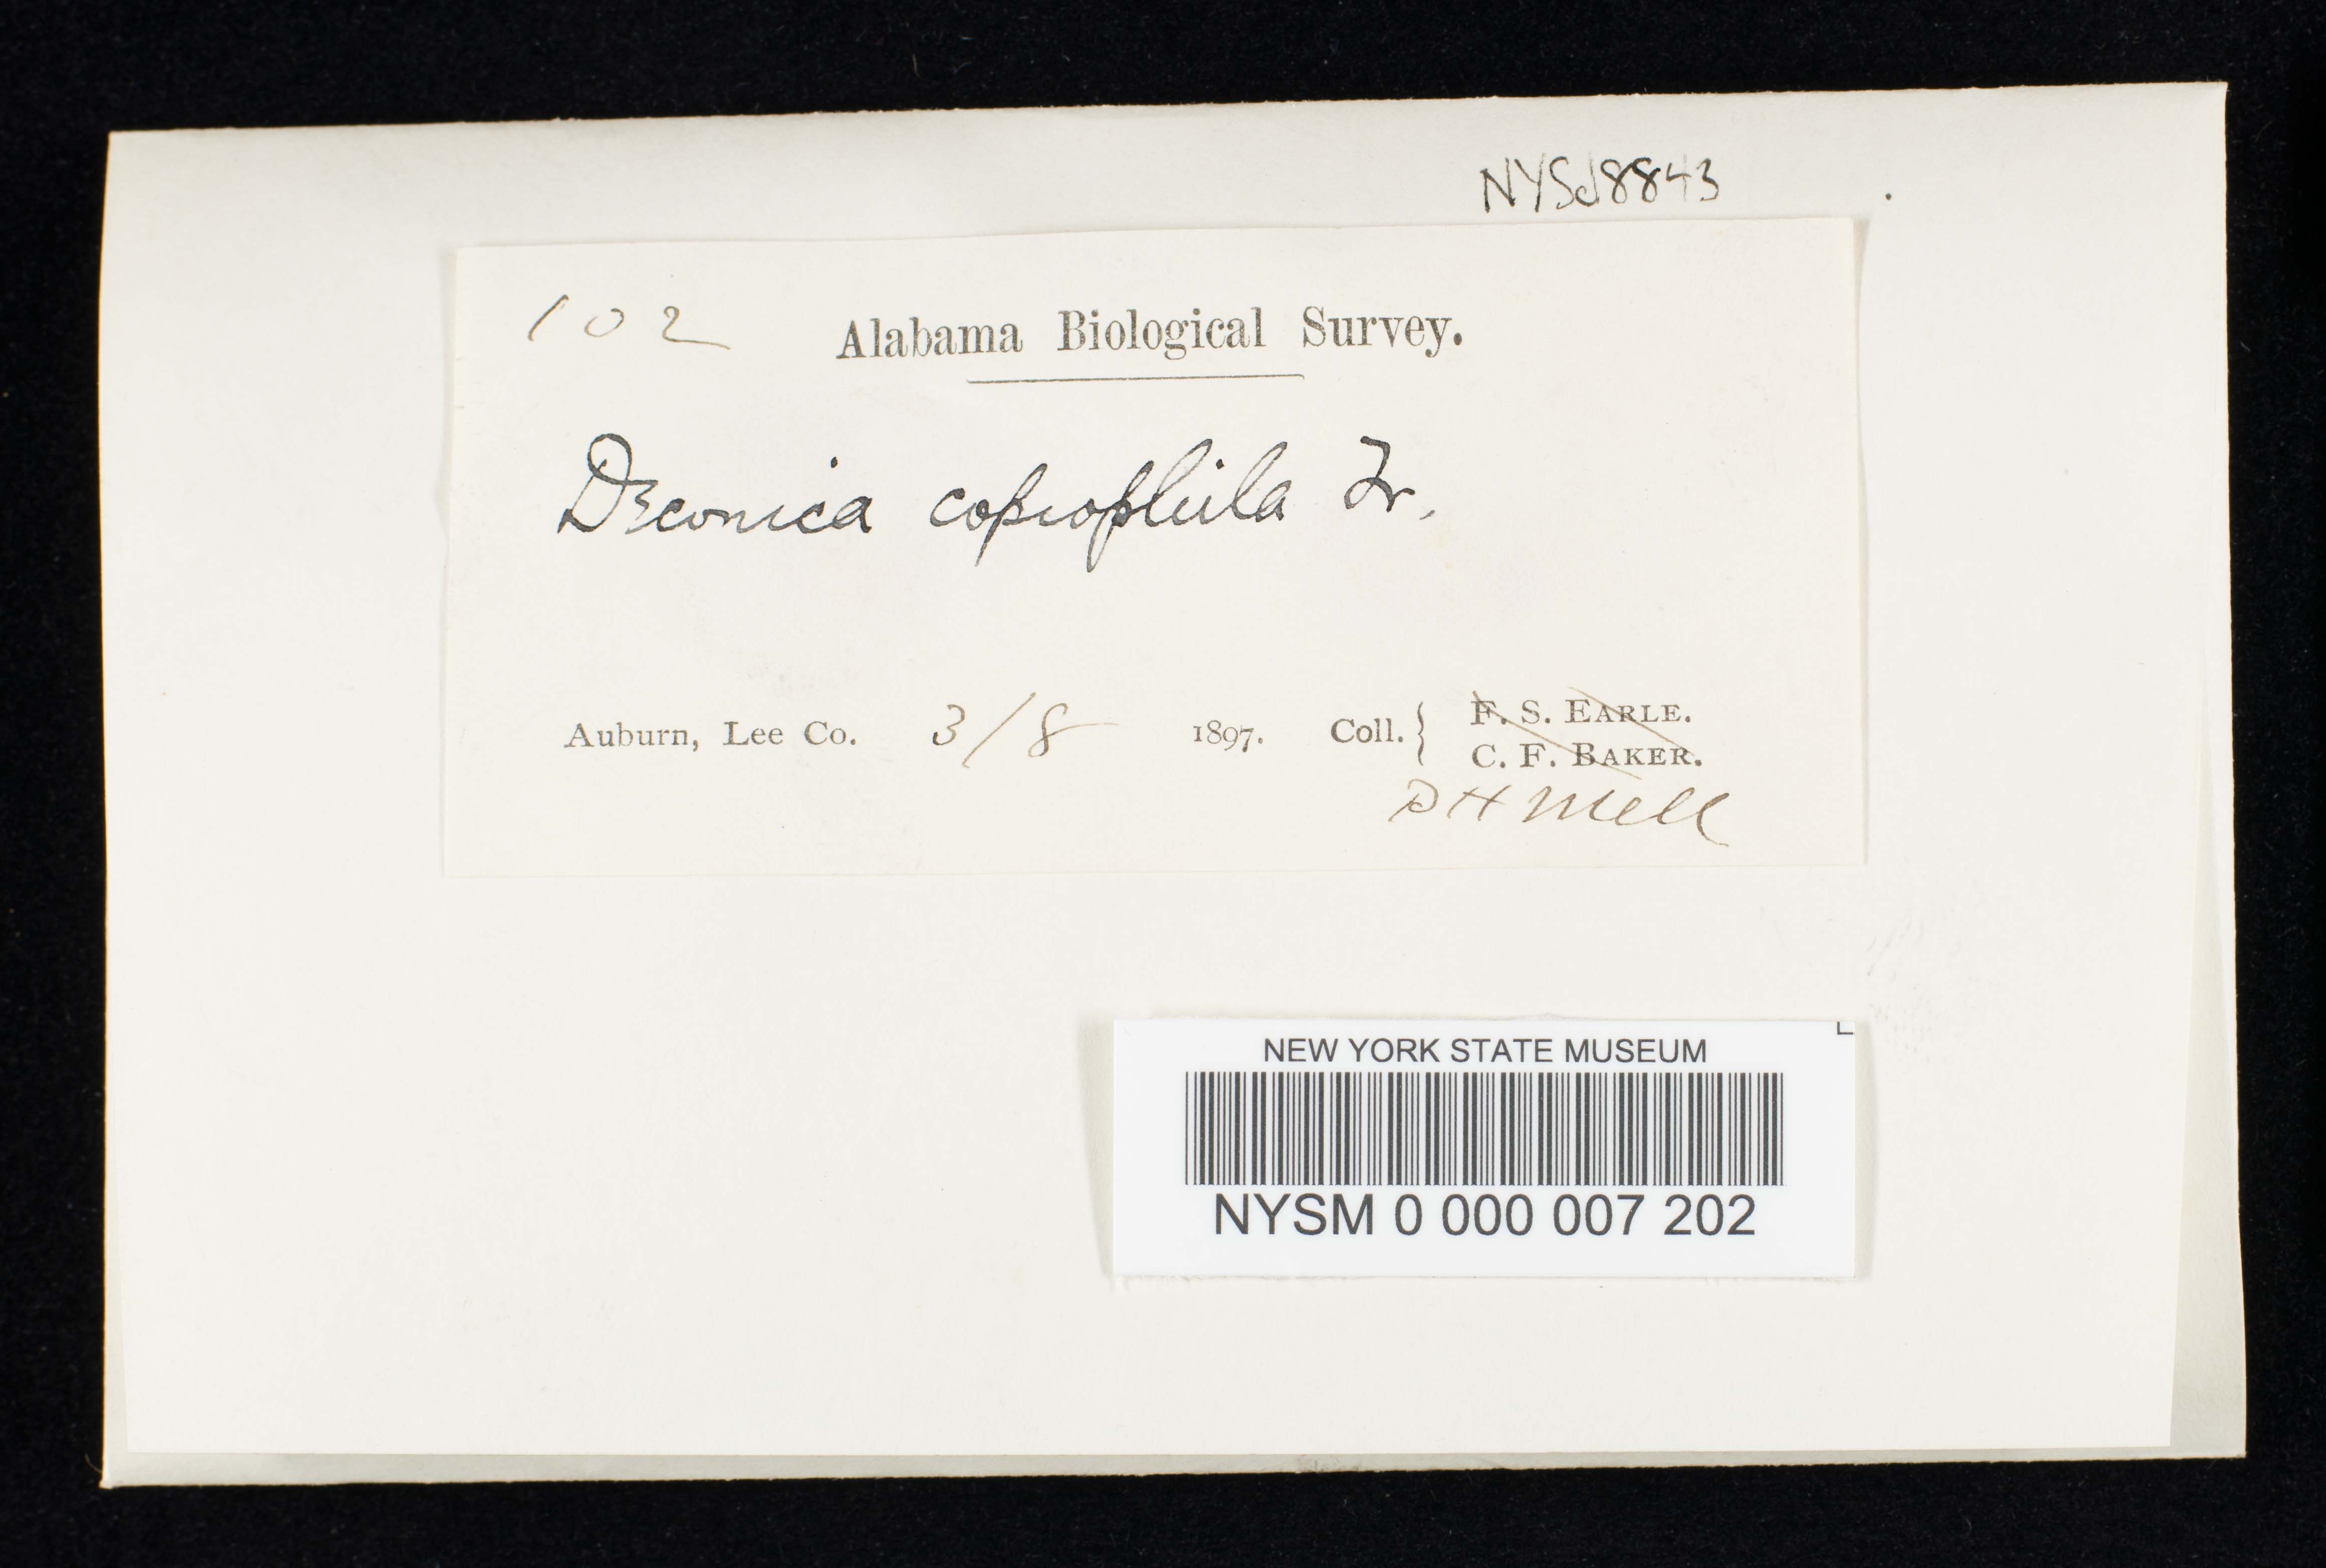 NYSd8843
102 Alabama Biological Survey.
Deconica coprophila Fr.
Auburn, Lee Co. 3/8 1897. Coll. { F. S. EARLE.
C. F. BAKER.
P H Mell
NEW YORK STATE MUSEUM
NYSM 0 000 007 202